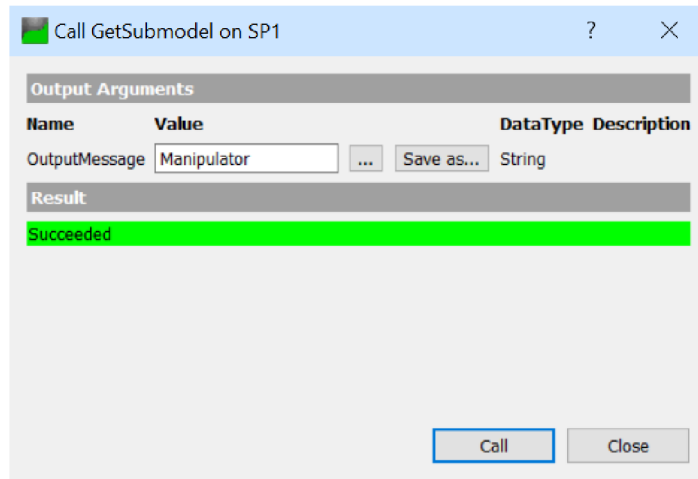 Call GetSubmodel on SP1 ?
Output Arguments
Name Value DataType Description
OutputMessage Manipulator ... Save as... String
Result
Succeeded
Call Close